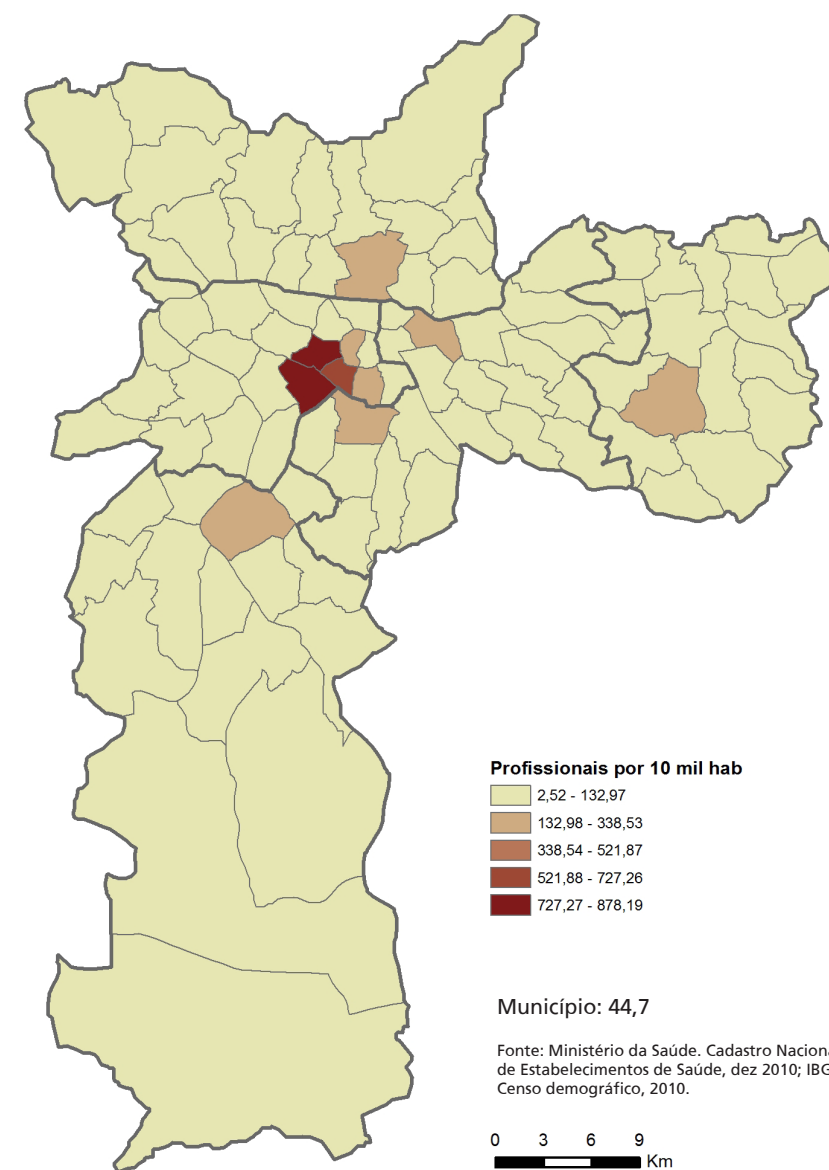 Profissionais por 10 mil hab
2,52 - 132,97
132,98 - 338,53
338,54 - 521,87
521,88 - 727,26
727,27 - 878,19
Município: 44,7
Fonte: Ministério da Saúde. Cadastro Naciona
de Estabelecimentos de Saúde, dez 2010; IBG
Censo demográfico, 2010.
0 3 6 9
Km